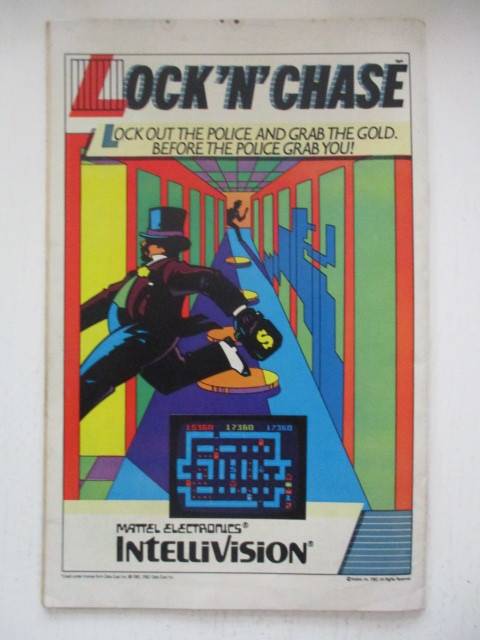 LOCK 'N' CHASE
LOCK OUT THE POLICE AND GRAB THE GOLD.
BEFORE THE POLICE GRAB YOU!
$
15360 17360 17360
MATTEL ELECTRONICS®
INTELLIVISION®